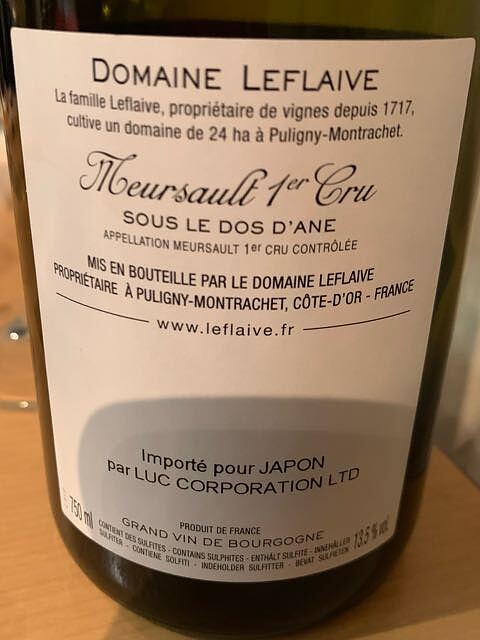 DOMAINE LEFLAIVE
La famille Leflaive, propriétaire de vignes depuis 1717,
cultive un domaine de 24 ha à Puligny-Montrachet.
Meursault 1er Cru
SOUS LE DOS D'ANE
APPELLATION MEURSAULT 1er CRU CONTRÔLÉE
MIS EN BOUTEILLE PAR LE DOMAINE LEFLAIVE
PROPRIÉTAIRE À PULIGNY-MONTRACHET, CÔTE-D'OR - FRANCE
www.leflaive.fr
Importé pour JAPON
par LUC CORPORATION LTD
PRODUIT DE FRANCE
750 ml GRAND VIN DE BOURGOGNE 13.5 % vol.
CONTIENT DES SULFITES - CONTAINS SULPHITES - ENTHÄLT SULFITE - INNEHÅLLER
SULFITER - CONTIENE SOLFITI - INDEHOLDER SULFITTER - BEVAT SULFIETEN